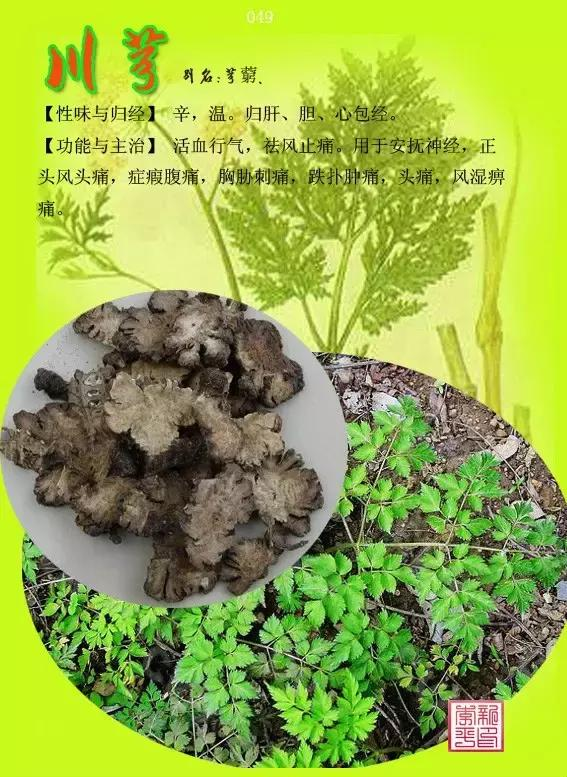 049
川芎
别名:芎藭、
【性味与归经】 辛，温。归肝、胆、心包经。
【功能与主治】 活血行气，祛风止痛。用于安抚神经，正
头风头痛，症瘕腹痛，胸胁刺痛，跌扑肿痛，头痛，风湿痹
痛。